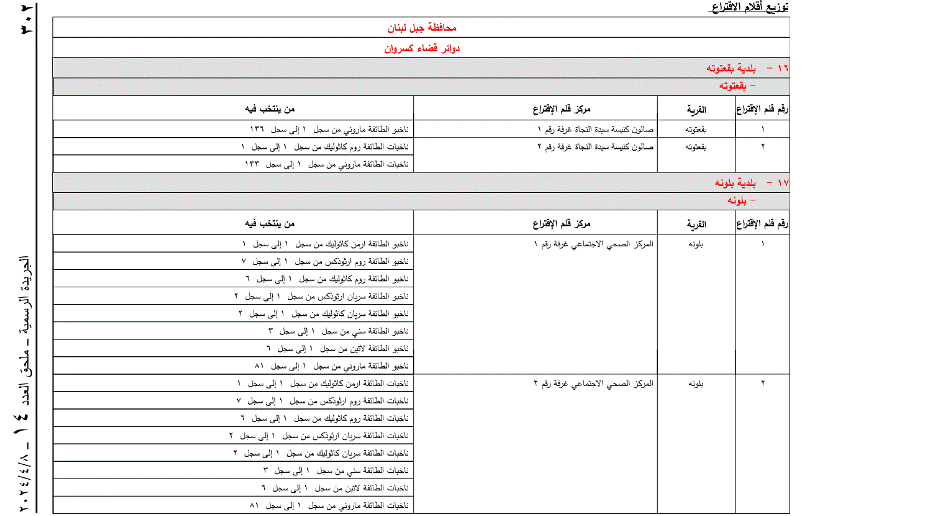 توزيع أقلام الاقتراع
٣٠٢
محافظة جبل لبنان
دوائر قضاء كسروان
١٦ - بلدية بقعتوته
- بقعتوته
رقم قلم الإقتراع القرية مركز قلم الإقتراع من ينتخب فيه
١ بقعتوته صالون كنيسة سيدة النجاة غرفة رقم ١ ناخبو الطائفة ماروني من سجل ١ إلى سجل ١٣٦
٢ بقعتوته صالون كنيسة سيدة النجاة غرفة رقم ٢ ناخبات الطائفة روم كاثوليك من سجل ١ إلى سجل ١
ناخبات الطائفة ماروني من سجل ١ إلى سجل ١٣٣
١٧ - بلدية بلونه
- بلونه
رقم قلم الإقتراع القرية مركز قلم الإقتراع من ينتخب فيه
١ بلونه المركز الصحي الاجتماعي غرفة رقم ١ ناخبو الطائفة ارمن كاثوليك من سجل ١ إلى سجل ١
ناخبو الطائفة روم ارثوذكس من سجل ١ إلى سجل ٧
ناخبو الطائفة روم كاثوليك من سجل ١ إلى سجل ٦
ناخبو الطائفة سريان ارثوذكس من سجل ١ إلى سجل ٢
ناخبو الطائفة سريان كاثوليك من سجل ١ إلى سجل ٢
ناخبو الطائفة سني من سجل ١ إلى سجل ٣
ناخبو الطائفة لاتين من سجل ١ إلى سجل ٦
ناخبو الطائفة ماروني من سجل ١ إلى سجل ٨١
٢ بلونه المركز الصحي الاجتماعي غرفة رقم ٢ ناخبات الطائفة ارمن كاثوليك من سجل ١ إلى سجل ١
ناخبات الطائفة روم ارثوذكس من سجل ١ إلى سجل ٧
ناخبات الطائفة روم كاثوليك من سجل ١ إلى سجل ٦
ناخبات الطائفة سريان ارثوذكس من سجل ١ إلى سجل ٢
ناخبات الطائفة سريان كاثوليك من سجل ١ إلى سجل ٢
ناخبات الطائفة سني من سجل ١ إلى سجل ٣
ناخبات الطائفة لاتين من سجل ١ إلى سجل ٦
ناخبات الطائفة ماروني من سجل ١ إلى سجل ٨١
الجريدة الرسمية – ملحق العدد ١٤ – ٢٠٢٤/٤/٨